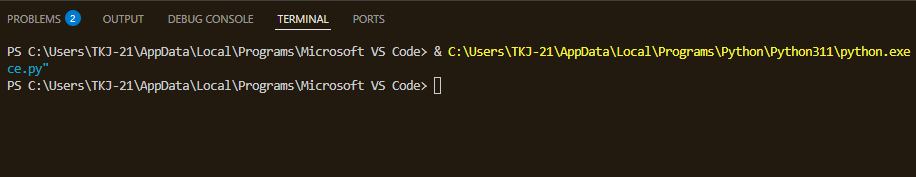 PROBLEMS 2 OUTPUT DEBUG CONSOLE TERMINAL PORTS
PS C:\Users\TKJ-21\AppData\Local\Programs\Microsoft VS Code> & C:\Users\TKJ-21\AppData\Local\Programs\Python\Python311\python.exe
ce.py"
PS C:\Users\TKJ-21\AppData\Local\Programs\Microsoft VS Code>